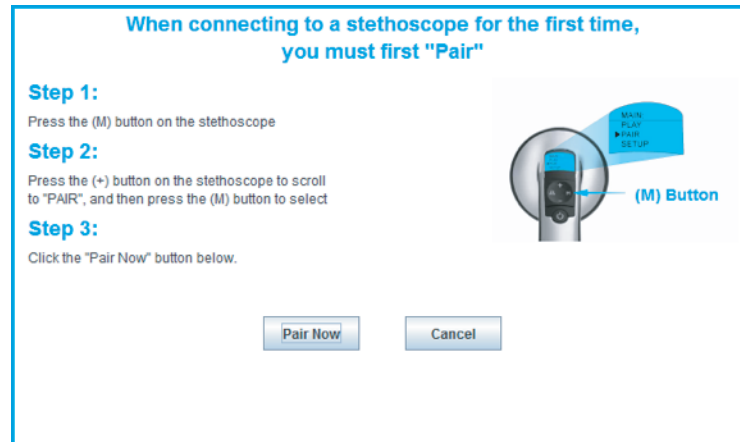 When connecting to a stethoscope for the first time,
you must first "Pair"
Step 1:
Press the (M) button on the stethoscope
Step 2:
Press the (+) button on the stethoscope to scroll
to "PAIR", and then press the (M) button to select
Step 3:
Click the "Pair Now" button below.
MAIN
PLAY
PAIR
SETUP
(M) Button
Pair Now
Cancel